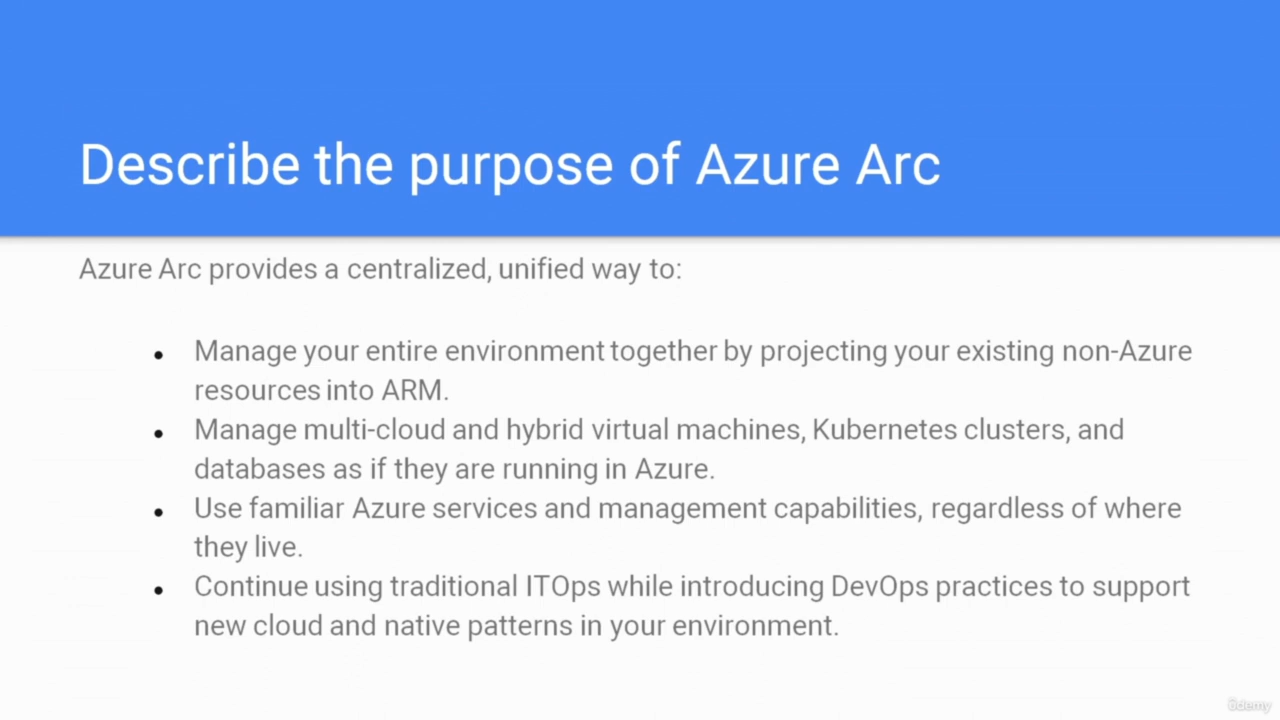 Describe the purpose of Azure Arc
Azure Arc provides a centralized, unified way to:
● Manage your entire environment together by projecting your existing non-Azure
resources into ARM.
● Manage multi-cloud and hybrid virtual machines, Kubernetes clusters, and
databases as if they are running in Azure.
● Use familiar Azure services and management capabilities, regardless of where
they live.
● Continue using traditional ITOps while introducing DevOps practices to support
new cloud and native patterns in your environment.
ûdemy